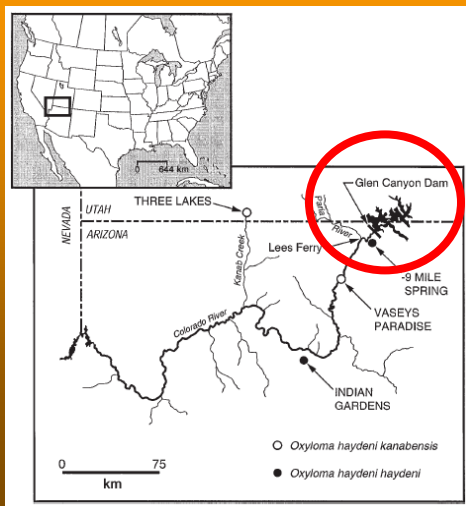 644 km
THREE LAKES
Glen Canyon Dam
NEVADA
UTAH
ARIZONA
Paria
River
Lees Ferry
Kanab Creek
-9 MILE
SPRING
VASEYS
PARADISE
Colorado River
INDIAN
GARDENS
Oxyloma haydeni kanabensis
Oxyloma haydeni haydeni
0 75
km